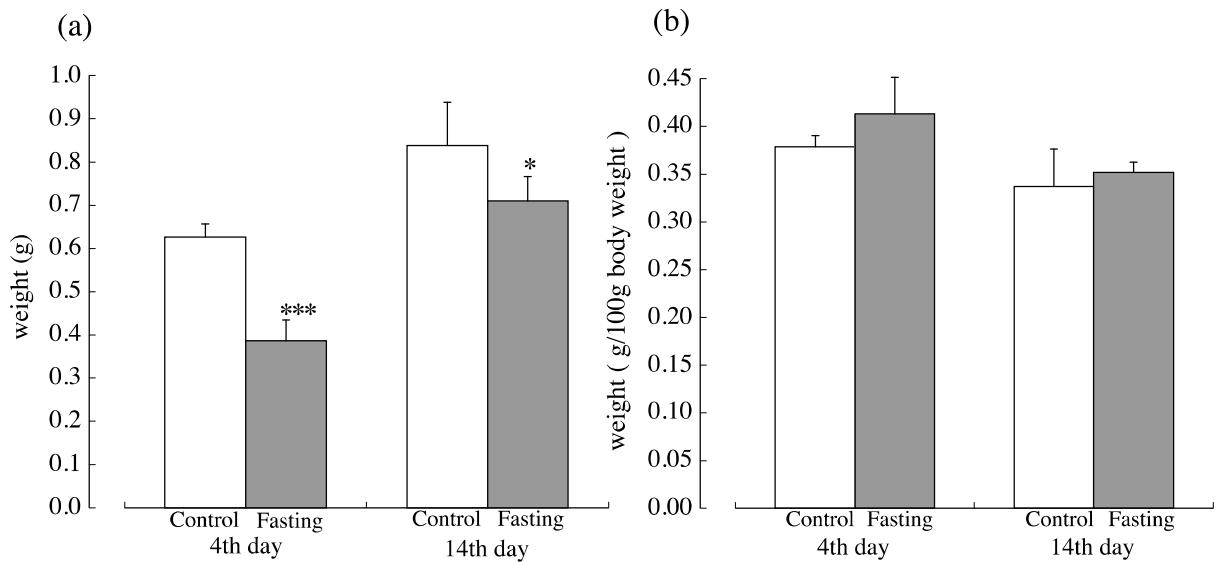 (a)
weight (g)
1.0
0.9
0.8
0.7
0.6
0.5
0.4
0.3
0.2
0.1
0.0
***
*
Control Fasting
4th day
Control Fasting
14th day
(b)
weight ( g/100g body weight )
0.45
0.40
0.35
0.30
0.25
0.20
0.15
0.10
0.05
0.00
Control Fasting
4th day
Control Fasting
14th day